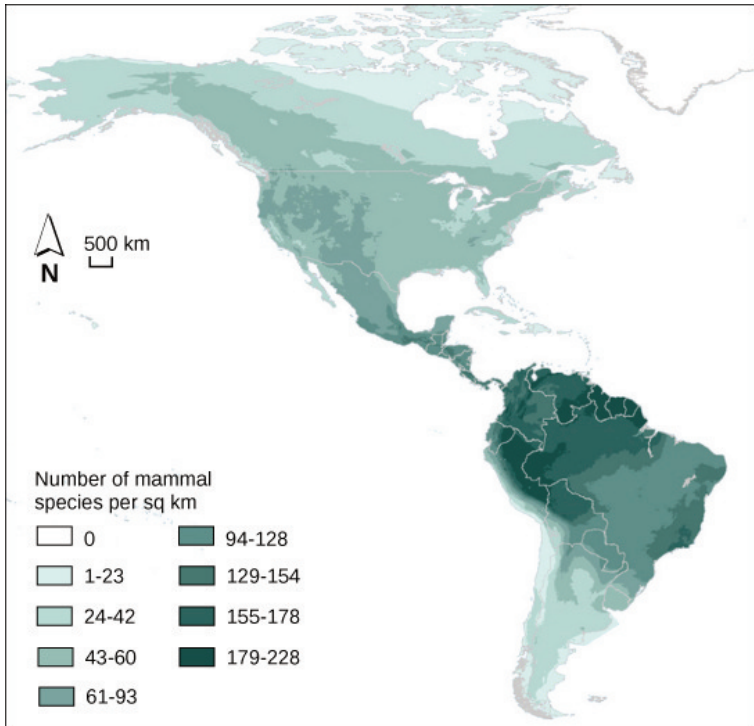 500 km
N
Number of mammal
species per sq km
0
1-23
24-42
43-60
61-93
94-128
129-154
155-178
179-228